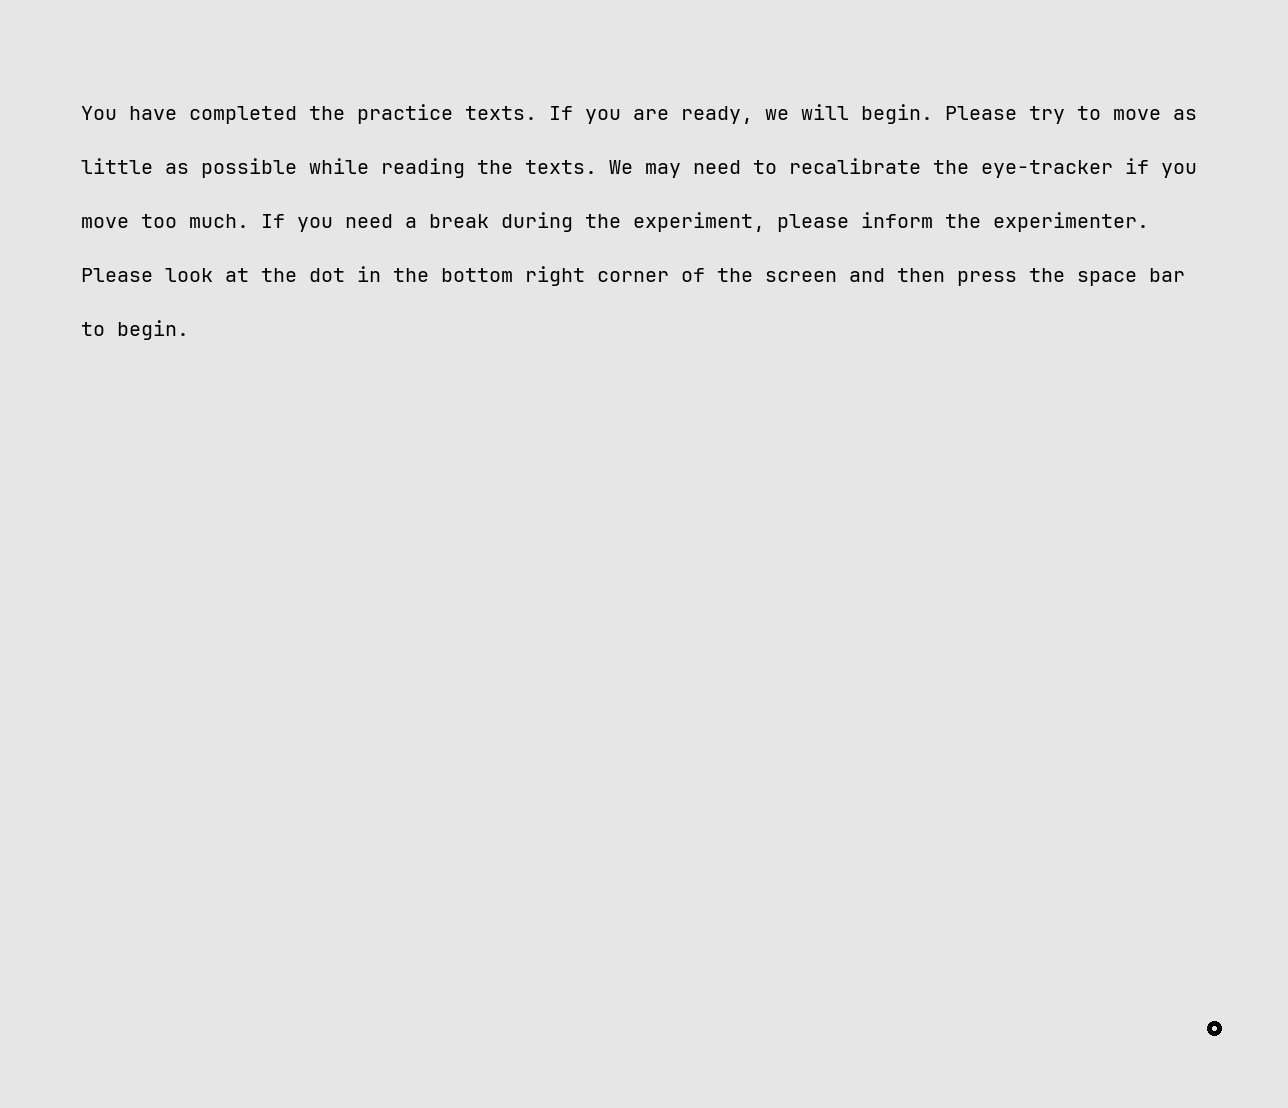 You have completed the practice texts. If you are ready, we will begin. Please try to move as
little as possible while reading the texts. We may need to recalibrate the eye-tracker if you
move too much. If you need a break during the experiment, please inform the experimenter.
Please look at the dot in the bottom right corner of the screen and then press the space bar
to begin.